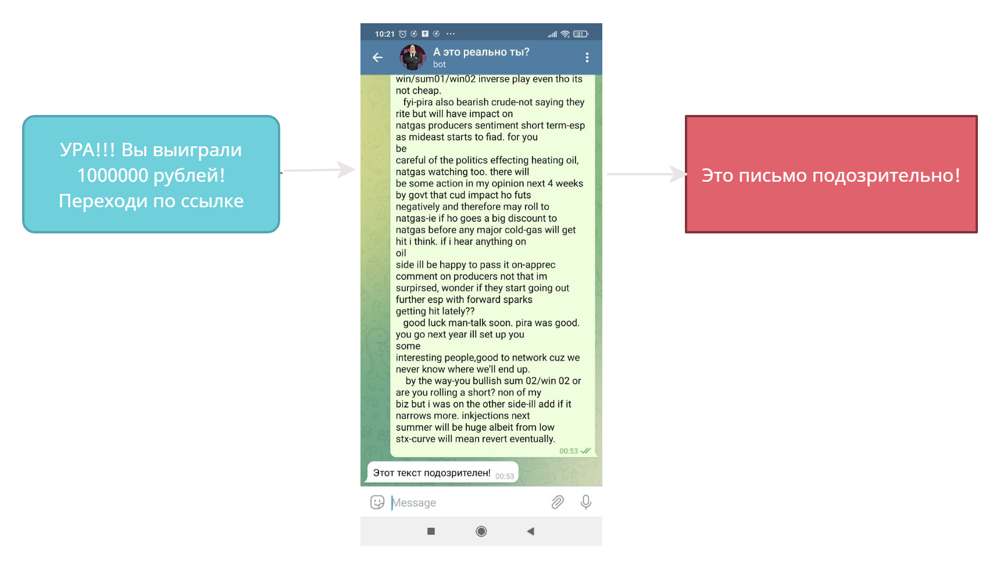 УРА!!! Вы выиграли
1000000 рублей!
Переходи по ссылке
10:21
31
А это реально ты?
bot
win/sum01/win02 inverse play even tho its
not cheap.
fyi-pira also bearish crude-not saying they
rite but will have impact on
natgas producers sentiment short term-esp
as mideast starts to fiad. for you
be
careful of the politics effecting heating oil,
natgas watching too. there will
be some action in my opinion next 4 weeks
by govt that cud impact ho futs
negatively and therefore may roll to
natgas-ie if ho goes a big discount to
natgas before any major cold-gas will get
hit i think. if i hear anything on
oil
side ill be happy to pass it on-apprec
comment on producers not that im
surpirsed, wonder if they start going out
further esp with forward sparks
getting hit lately??
good luck man-talk soon. pira was good.
you go next year ill set up you
some
interesting people,good to network cuz we
never know where we'll end up.
by the way-you bullish sum 02/win 02 or
are you rolling a short? non of my
biz but i was on the other side-ill add if it
narrows more. inkjections next
summer will be huge albeit from low
stx-curve will mean revert eventually.
00:53
Этот текст подозрителен! 00:53
Message
Это письмо подозрительно!